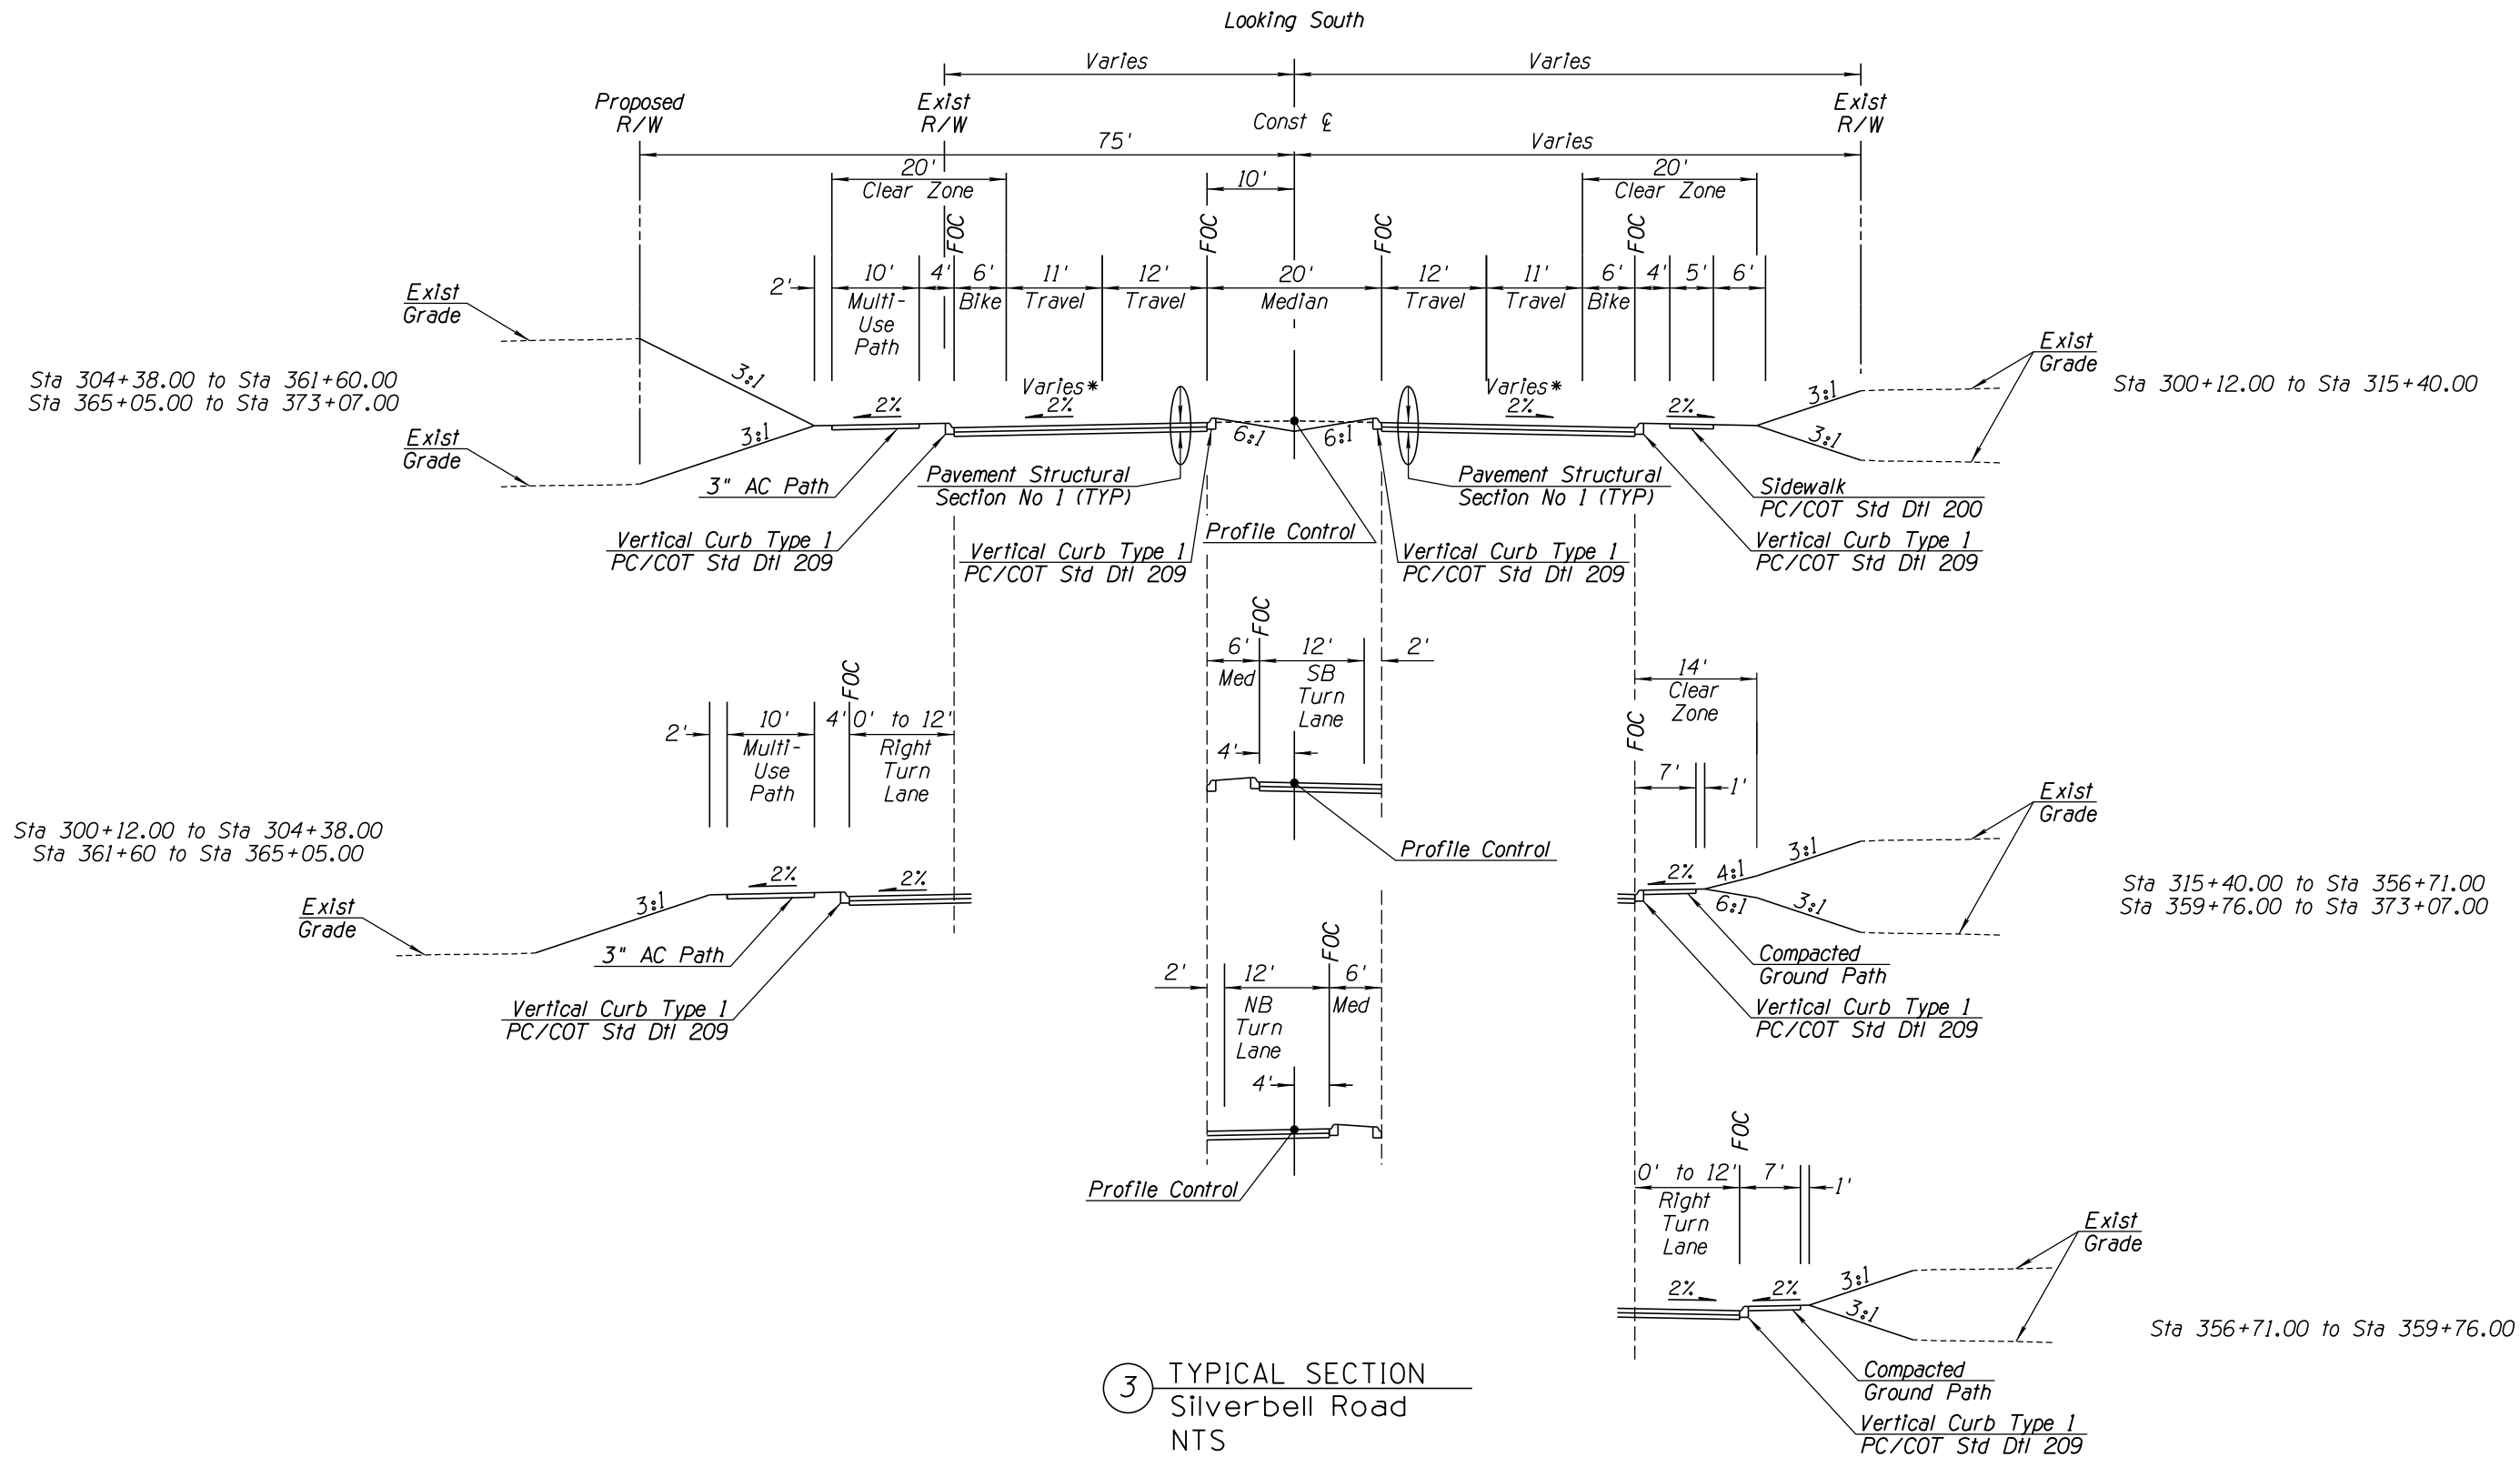 Looking South
Varies
Varies
Proposed
R/W
Exist
R/W
Const ℄
Exist
R/W
75'
Varies
20'
Clear Zone
10'
20'
Clear Zone
FOC
FOC
FOC
FOC
2'
10'
Multi-
Use
Path
4'
6'
Bike
11'
Travel
12'
Travel
20'
Median
12'
Travel
11'
Travel
6'
Bike
4'
5'
6'
Exist
Grade
Exist
Grade
Sta 304+38.00 to Sta 361+60.00
Sta 365+05.00 to Sta 373+07.00
Sta 300+12.00 to Sta 315+40.00
3:1
2%
Varies*
2%
Varies*
2%
2%
3:1
3:1
6:1
6:1
3:1
Exist
Grade
3" AC Path
Pavement Structural
Section No 1 (TYP)
Pavement Structural
Section No 1 (TYP)
Sidewalk
PC/COT Std Dtl 200
Profile Control
Vertical Curb Type 1
PC/COT Std Dtl 209
Vertical Curb Type 1
PC/COT Std Dtl 209
Vertical Curb Type 1
PC/COT Std Dtl 209
Vertical Curb Type 1
PC/COT Std Dtl 209
FOC
6'
Med
12'
SB
Turn
Lane
2'
4'
Profile Control
FOC
2'
10'
Multi-
Use
Path
4'
0' to 12'
Right
Turn
Lane
14'
Clear
Zone
FOC
7'
1'
Sta 300+12.00 to Sta 304+38.00
Sta 361+60 to Sta 365+05.00
Exist
Grade
3:1
2%
2%
3" AC Path
Vertical Curb Type 1
PC/COT Std Dtl 209
Exist
Grade
2%
4:1
3:1
6:1
3:1
Sta 315+40.00 to Sta 356+71.00
Sta 359+76.00 to Sta 373+07.00
Compacted
Ground Path
Vertical Curb Type 1
PC/COT Std Dtl 209
FOC
2'
12'
NB
Turn
Lane
6'
Med
4'
Profile Control
FOC
0' to 12'
Right
Turn
Lane
7'
1'
Exist
Grade
2%
2%
3:1
3:1
Sta 356+71.00 to Sta 359+76.00
Compacted
Ground Path
Vertical Curb Type 1
PC/COT Std Dtl 209
3
TYPICAL SECTION
Silverbell Road
NTS